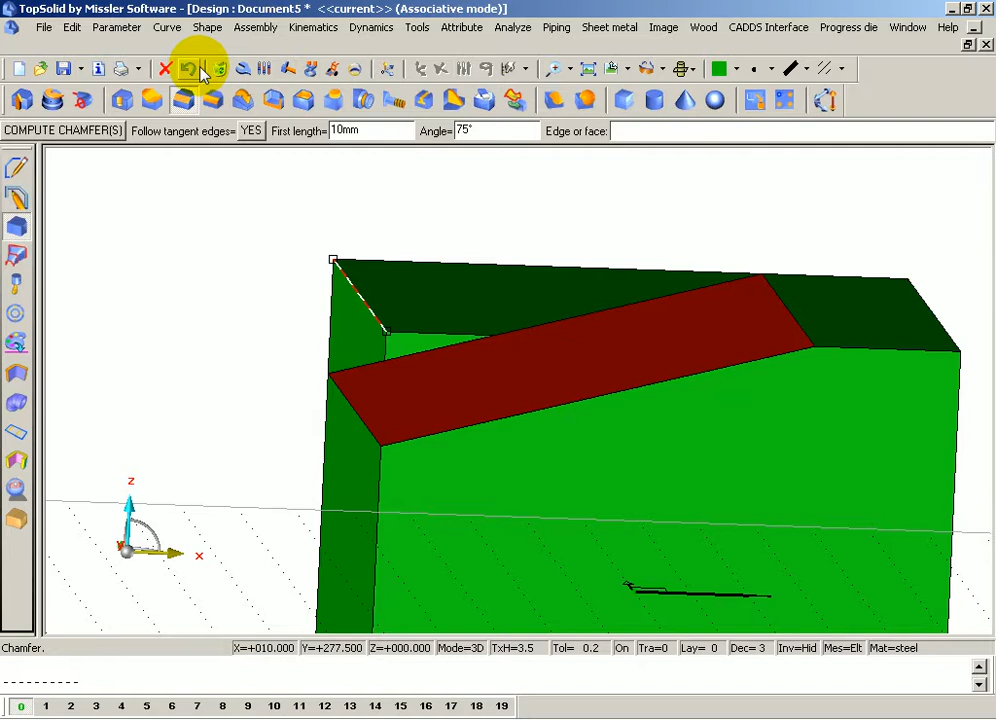 TopSolid by Missler Software - [Design : Document5 *   <<current>> (Associative mode)]
File Edit Parameter Curve Shape Assembly Kinematics Dynamics Tools Attribute Analyze Piping Sheet metal Image Wood CADDS Interface Progress die Window Help
COMPUTE CHAMFER(S) Follow tangent edges= YES First length= 10mm Angle= 75° Edge or face:
z
x
Chamfer. X=+010.000 Y=+277.500 Z=+000.000 Mode=3D TxH=3.5 Tol= 0.2 On Tra=0 Lay= 0 Dec= 3 Inv=Hid Mes=Elt Mat=steel
----------
0 1 2 3 4 5 6 7 8 9 10 11 12 13 14 15 16 17 18 19